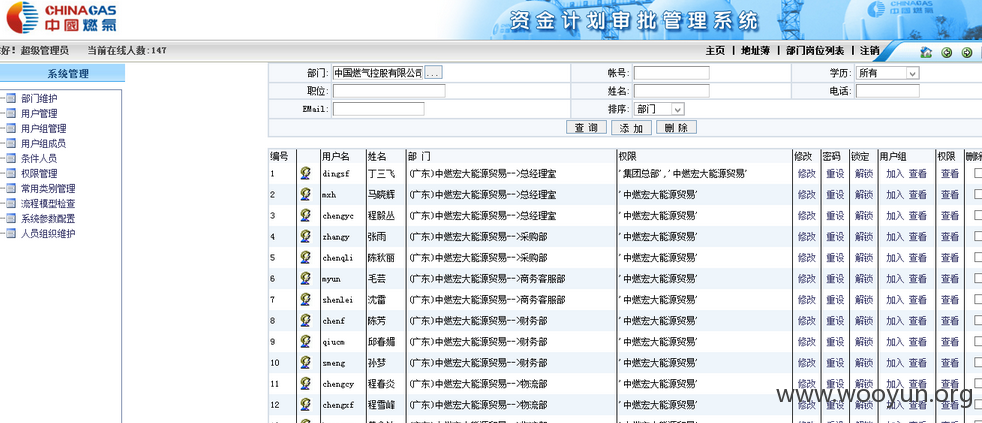 CHINAGAS
中國燃氣
资金计划审批管理系统
CHINAGAS
好！超级管理员 当前在线人数:147
主页 | 地址薄 | 部门岗位列表 | 注销
系统管理
部门维护
用户管理
用户组管理
用户组成员
条件人员
权限管理
常用类别管理
流程模型检查
系统参数配置
人员组织维护
部门: 中国燃气控股有限公司 ... 帐号: 学历: 所有
职位: 姓名: 电话:
EMail: 排序: 部门
查 询 添 加 删 除
编号 用户名 姓名 部 门 权限 修改 密码 锁定 用户组 权限 删除
1 dingsf 丁三飞 (广东)中燃宏大能源贸易-->总经理室 '集团总部','中燃宏大能源贸易' 修改 重设 解锁 加入 查看 查看
2 mxh 马晓辉 (广东)中燃宏大能源贸易-->总经理室 '中燃宏大能源贸易' 修改 重设 解锁 加入 查看 查看
3 chengyc 程毅丛 (广东)中燃宏大能源贸易-->总经理室 '中燃宏大能源贸易' 修改 重设 解锁 加入 查看 查看
4 zhangy 张雨 (广东)中燃宏大能源贸易-->采购部 '中燃宏大能源贸易' 修改 重设 解锁 加入 查看 查看
5 chenqli 陈秋丽 (广东)中燃宏大能源贸易-->采购部 '中燃宏大能源贸易' 修改 重设 解锁 加入 查看 查看
6 myun 毛芸 (广东)中燃宏大能源贸易-->商务客服部 '中燃宏大能源贸易' 修改 重设 解锁 加入 查看 查看
7 shenlei 沈雷 (广东)中燃宏大能源贸易-->商务客服部 '中燃宏大能源贸易' 修改 重设 解锁 加入 查看 查看
8 chenf 陈芳 (广东)中燃宏大能源贸易-->财务部 '中燃宏大能源贸易' 修改 重设 解锁 加入 查看 查看
9 qiucm 邱春媚 (广东)中燃宏大能源贸易-->财务部 '中燃宏大能源贸易' 修改 重设 解锁 加入 查看 查看
10 smeng 孙梦 (广东)中燃宏大能源贸易-->财务部 '中燃宏大能源贸易' 修改 重设 解锁 加入 查看 查看
11 chengcy 程春炎 (广东)中燃宏大能源贸易-->物流部 '中燃宏大能源贸易' 修改 重设 解锁 加入 查看 查看
12 chengxf 程雪峰 (广东)中燃宏大能源贸易-->物流部 '中燃宏大能源贸易' 修改 重设 解锁 加入 查看 查看
www.wooyun.org